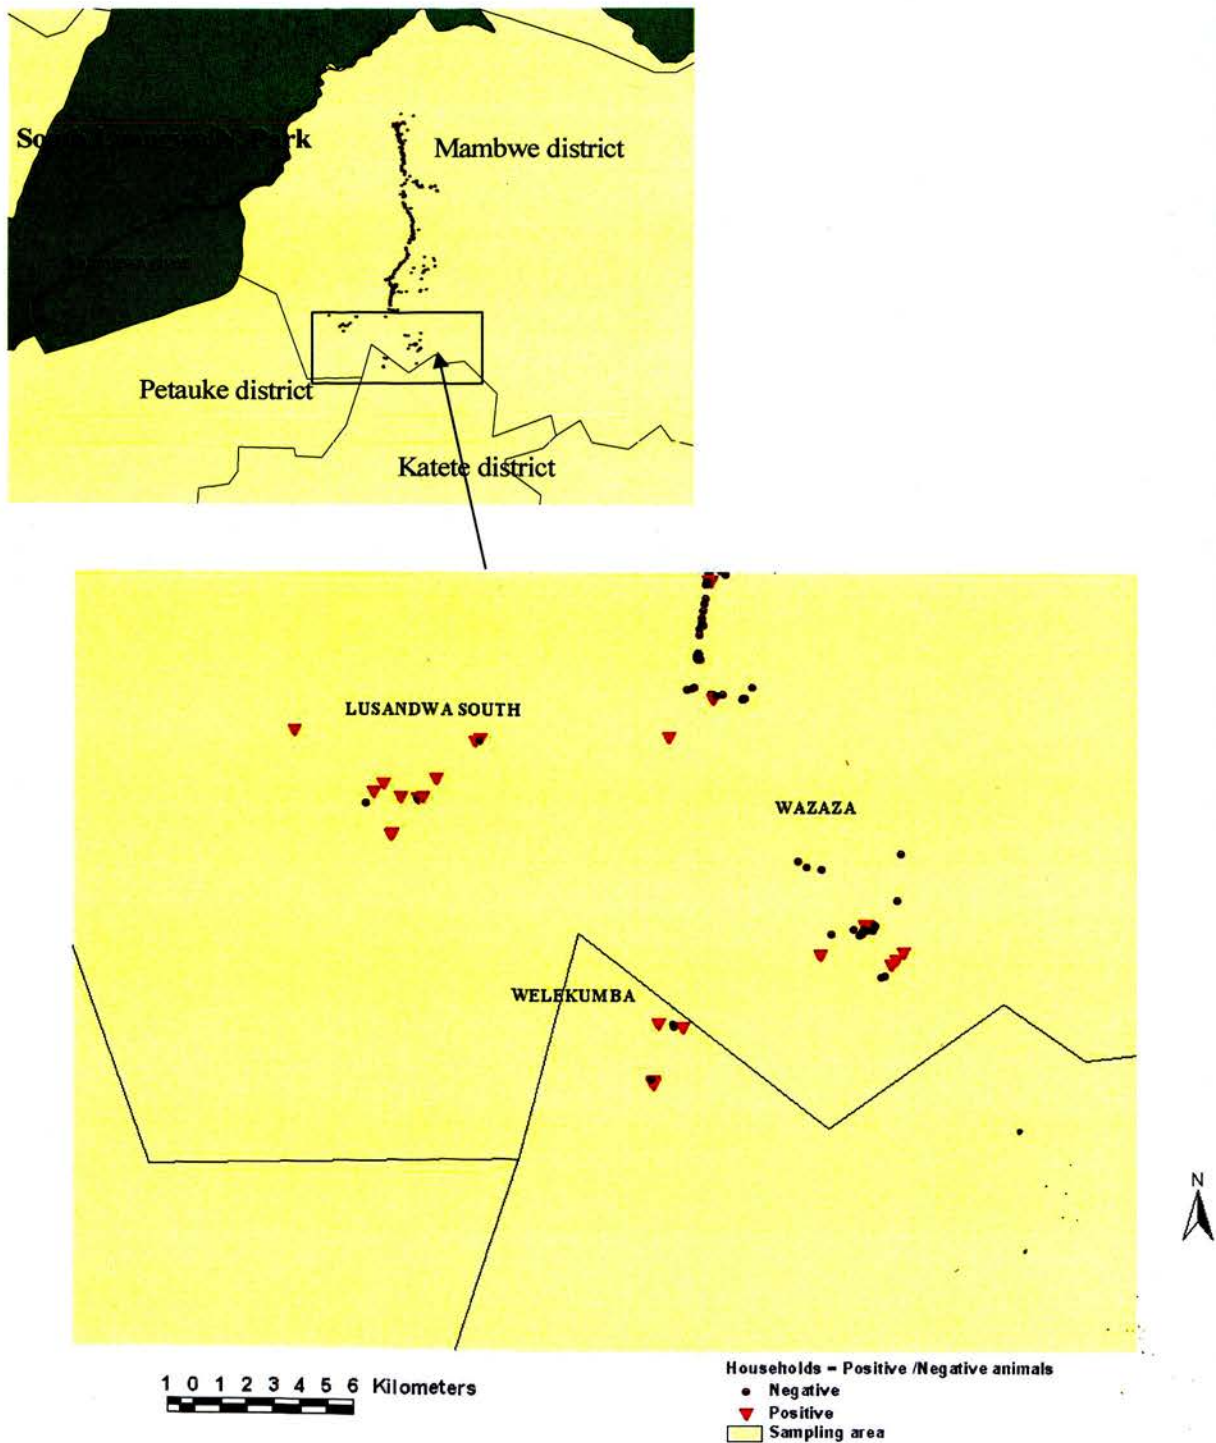 Mambwe district
Petauke district
Katete district
LUSANDWA SOUTH
WAZAZA
WELEKUMBA
N
1 0 1 2 3 4 5 6 Kilometers
Households - Positive /Negative animals
Negative
Positive
Sampling area